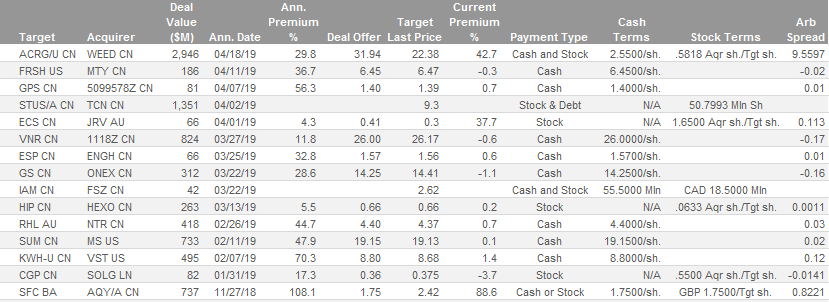 Deal Ann. Current
Value Premium Target Premium Cash Arb
Target Acquirer ($M) Ann. Date % Deal Offer Last Price % Payment Type Terms Stock Terms Spread
ACRG/U CN WEED CN 2,946 04/18/19 29.8 31.94 22.38 42.7 Cash and Stock 2.5500/sh. .5818 Aqr sh./Tgt sh. 9.5597
FRSH US MTY CN 186 04/11/19 36.7 6.45 6.47 -0.3 Cash 6.4500/sh. -0.02
GPS CN 5099578Z CN 81 04/07/19 56.3 1.40 1.39 0.7 Cash 1.4000/sh. 0.01
STUS/A CN TCN CN 1,351 04/02/19 9.3 Stock & Debt N/A 50.7993 Mln Sh
ECS CN JRV AU 66 04/01/19 4.3 0.41 0.3 37.7 Stock N/A 1.6500 Aqr sh./Tgt sh. 0.113
VNR CN 1118Z CN 824 03/27/19 11.8 26.00 26.17 -0.6 Cash 26.0000/sh. -0.17
ESP CN ENGH CN 66 03/25/19 32.8 1.57 1.56 0.6 Cash 1.5700/sh. 0.01
GS CN ONEX CN 312 03/22/19 28.6 14.25 14.41 -1.1 Cash 14.2500/sh. -0.16
IAM CN FSZ CN 42 03/22/19 2.62 Cash and Stock 55.5000 Mln CAD 18.5000 Mln
HIP CN HEXO CN 263 03/13/19 5.5 0.66 0.66 0.2 Stock N/A .0633 Aqr sh./Tgt sh. 0.0011
RHL AU NTR CN 418 02/26/19 44.7 4.40 4.37 0.7 Cash 4.4000/sh. 0.03
SUM CN MS US 733 02/11/19 47.9 19.15 19.13 0.1 Cash 19.1500/sh. 0.02
KWH-U CN VST US 495 02/07/19 70.3 8.80 8.68 1.4 Cash 8.8000/sh. 0.12
CGP CN SOLG LN 82 01/31/19 17.3 0.36 0.375 -3.7 Stock N/A .5500 Aqr sh./Tgt sh. -0.0141
SFC BA AQY/A CN 737 11/27/18 108.1 1.75 2.42 88.6 Cash or Stock 1.7500/sh. GBP 1.7500/Tgt sh. 0.8221